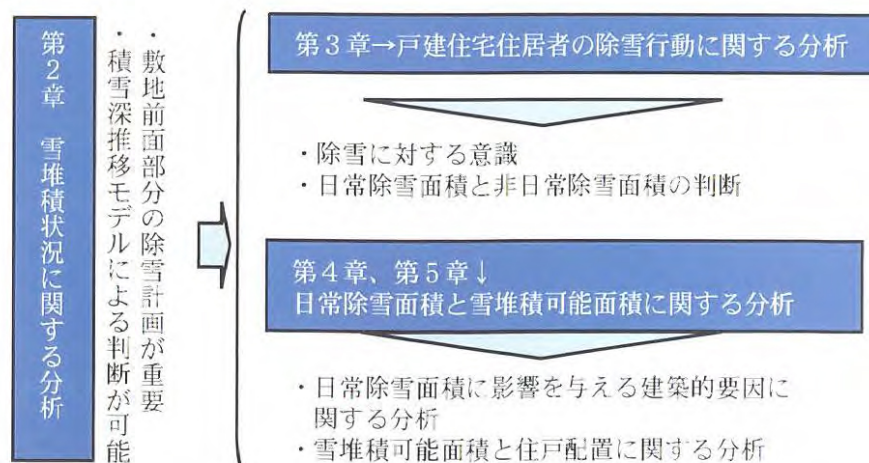 第2章　雪堆積状況に関する分析
・敷地前面部分の除雪計画が重要
・積雪深推移モデルによる判断が可能
第3章→戸建住宅住居者の除雪行動に関する分析
・除雪に対する意識
・日常除雪面積と非日常除雪面積の判断
第4章、第5章↓
日常除雪面積と雪堆積可能面積に関する分析
・日常除雪面積に影響を与える建築的要因に
関する分析
・雪堆積可能面積と住戸配置に関する分析